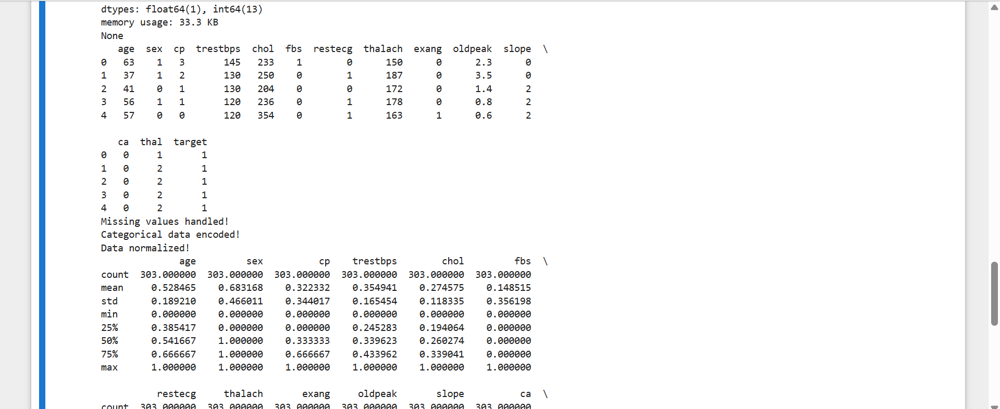 dtypes: float64(1), int64(13)
memory usage: 33.3 KB
None
   age  sex  cp  trestbps  chol  fbs  restecg  thalach  exang  oldpeak  slope  \
0   63    1   3       145   233    1        0      150      0      2.3      0
1   37    1   2       130   250    0        1      187      0      3.5      0
2   41    0   1       130   204    0        0      172      0      1.4      2
3   56    1   1       120   236    0        1      178      0      0.8      2
4   57    0   0       120   354    0        1      163      1      0.6      2
   ca  thal  target
0   0     1       1
1   0     2       1
2   0     2       1
3   0     2       1
4   0     2       1
Missing values handled!
Categorical data encoded!
Data normalized!
              age         sex          cp    trestbps        chol         fbs  \
count  303.000000  303.000000  303.000000  303.000000  303.000000  303.000000
mean     0.528465    0.683168    0.322332    0.354941    0.274575    0.148515
std      0.189210    0.466011    0.344017    0.165454    0.118335    0.356198
min      0.000000    0.000000    0.000000    0.000000    0.000000    0.000000
25%      0.385417    0.000000    0.000000    0.245283    0.194064    0.000000
50%      0.541667    1.000000    0.333333    0.339623    0.260274    0.000000
75%      0.666667    1.000000    0.666667    0.433962    0.339041    0.000000
max      1.000000    1.000000    1.000000    1.000000    1.000000    1.000000
          restecg     thalach       exang     oldpeak       slope          ca  \
count  303.000000  303.000000  303.000000  303.000000  303.000000  303.000000